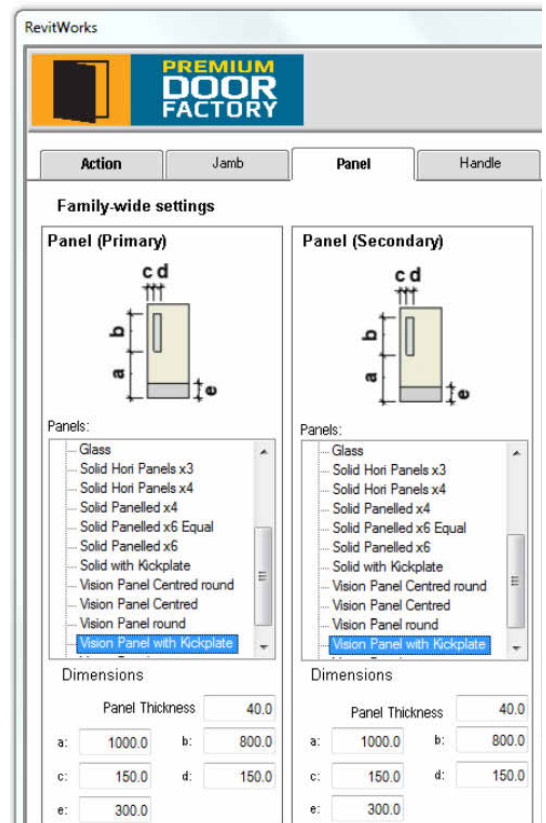 RevitWorks
PREMIUM
DOOR
FACTORY
Action Jamb Panel Handle
Family-wide settings
Panel (Primary)
c d
b
a
e
Panels:
Glass
Solid Hori Panels x3
Solid Hori Panels x4
Solid Panelled x4
Solid Panelled x6 Equal
Solid Panelled x6
Solid with Kickplate
Vision Panel Centred round
Vision Panel Centred
Vision Panel round
Vision Panel with Kickplate
Dimensions
Panel Thickness 40.0
a: 1000.0 b: 800.0
c: 150.0 d: 150.0
e: 300.0
Panel (Secondary)
c d
b
a
e
Panels:
Glass
Solid Hori Panels x3
Solid Hori Panels x4
Solid Panelled x4
Solid Panelled x6 Equal
Solid Panelled x6
Solid with Kickplate
Vision Panel Centred round
Vision Panel Centred
Vision Panel round
Vision Panel with Kickplate
Dimensions
Panel Thickness 40.0
a: 1000.0 b: 800.0
c: 150.0 d: 150.0
e: 300.0